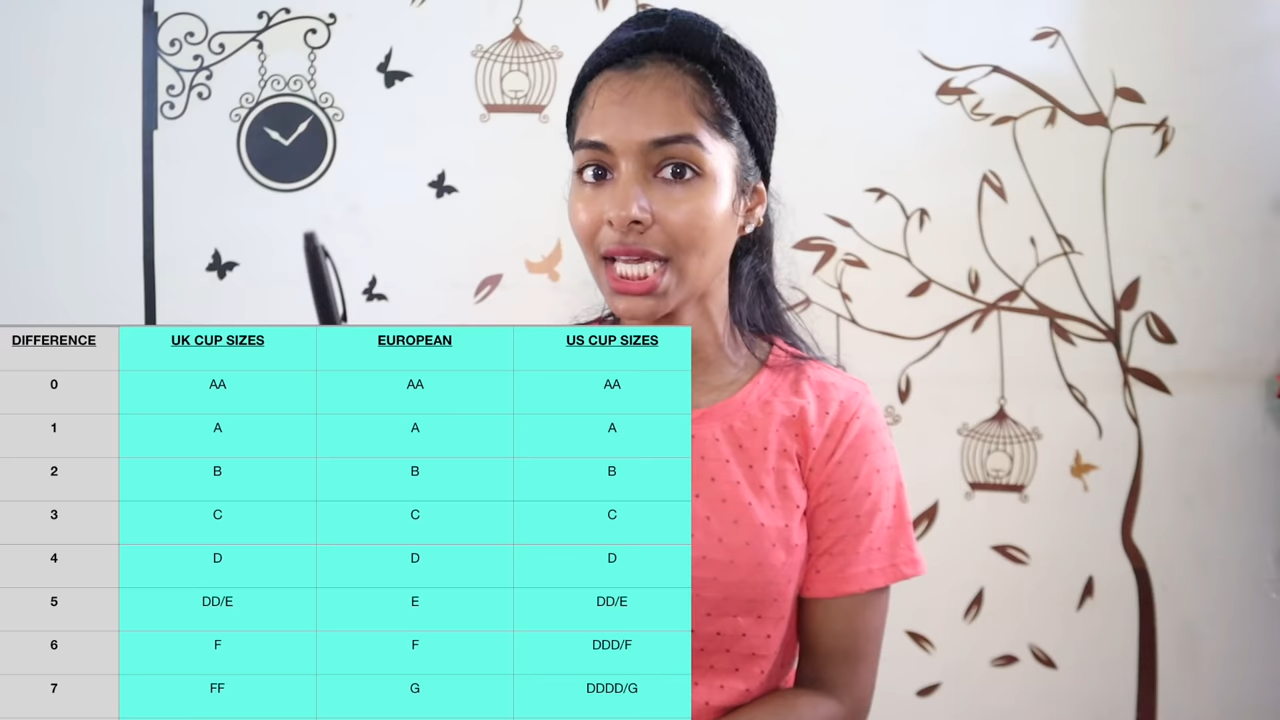 DIFFERENCE UK CUP SIZES EUROPEAN US CUP SIZES
0 AA AA AA
1 A A A
2 B B B
3 C C C
4 D D D
5 DD/E E DD/E
6 F F DDD/F
7 FF G DDDD/G